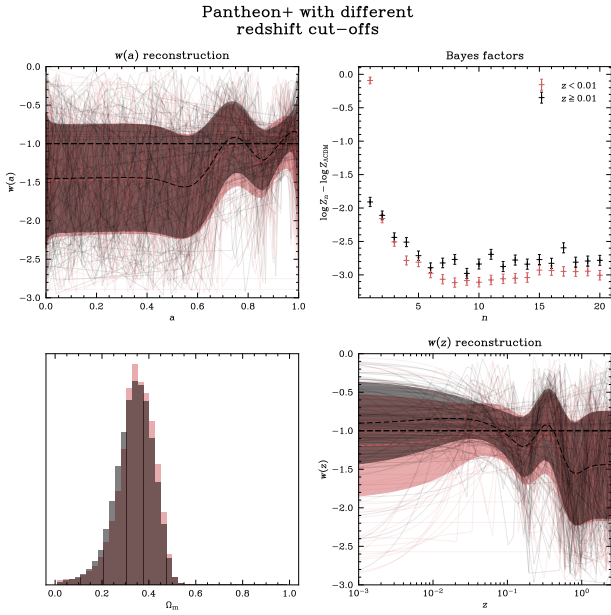 Pantheon+ with different
redshift cut−offs
w(a) reconstruction
0.0
−0.5
−1.0
−1.5
−2.0
−2.5
−3.0
w(a)
0.0 0.2 0.4 0.6 0.8 1.0
a
Bayes factors
z < 0.01
z ≧ 0.01
0.0
−0.5
−1.0
−1.5
−2.0
−2.5
−3.0
log Zₙ − log Z_ΛCDM
5 10 15 20
n
0.0 0.2 0.4 0.6 0.8 1.0
Ωₘ
w(z) reconstruction
0.0
−0.5
−1.0
−1.5
−2.0
−2.5
−3.0
w(z)
10⁻³ 10⁻² 10⁻¹ 10⁰
z